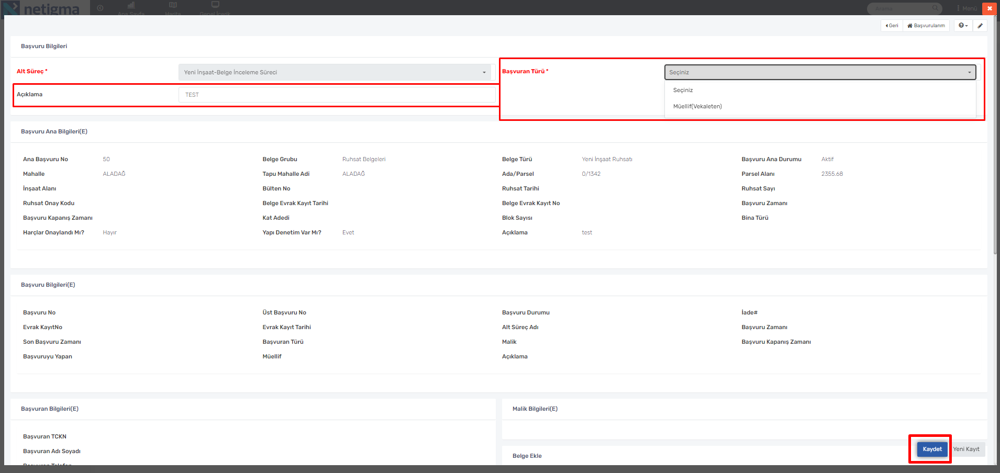 netigma
Ana Sayfa
Harita
Genel İçerik
Arama
Menü
Geri
Başvurularım
Başvuru Bilgileri
Alt Süreç *
Yeni İnşaat-Belge İnceleme Süreci
Başvuran Türü *
Seçiniz
Açıklama
TEST
Seçiniz
Müellif(Vekaleten)
Başvuru Ana Bilgileri(E)
Ana Başvuru No 50 Belge Grubu Ruhsat Belgeleri Belge Türü Yeni İnşaat Ruhsatı Başvuru Ana Durumu Aktif
Mahalle ALADAĞ Tapu Mahalle Adi ALADAĞ Ada/Parsel 0/1342 Parsel Alanı 2355.68
İnşaat Alanı Bülten No Ruhsat Tarihi Ruhsat Sayı
Ruhsat Onay Kodu Belge Evrak Kayıt Tarihi Belge Evrak Kayıt No Başvuru Zamanı
Başvuru Kapanış Zamanı Kat Adedi Blok Sayısı Bina Türü
Harçlar Onaylandı Mı? Hayır Yapı Denetim Var Mı? Evet Açıklama test
Başvuru Bilgileri(E)
Başvuru No Üst Başvuru No Başvuru Durumu İade#
Evrak KayıtNo Evrak Kayıt Tarihi Alt Süreç Adı Başvuru Zamanı
Son Başvuru Zamanı Başvuran Türü Malik Başvuru Kapanış Zamanı
Başvuruyu Yapan Müellif Açıklama
Başvuran Bilgileri(E)
Malik Bilgileri(E)
Başvuran TCKN
Başvuran Adı Soyadı
Başvuran Telefon
Belge Ekle
Kaydet
Yeni Kayıt